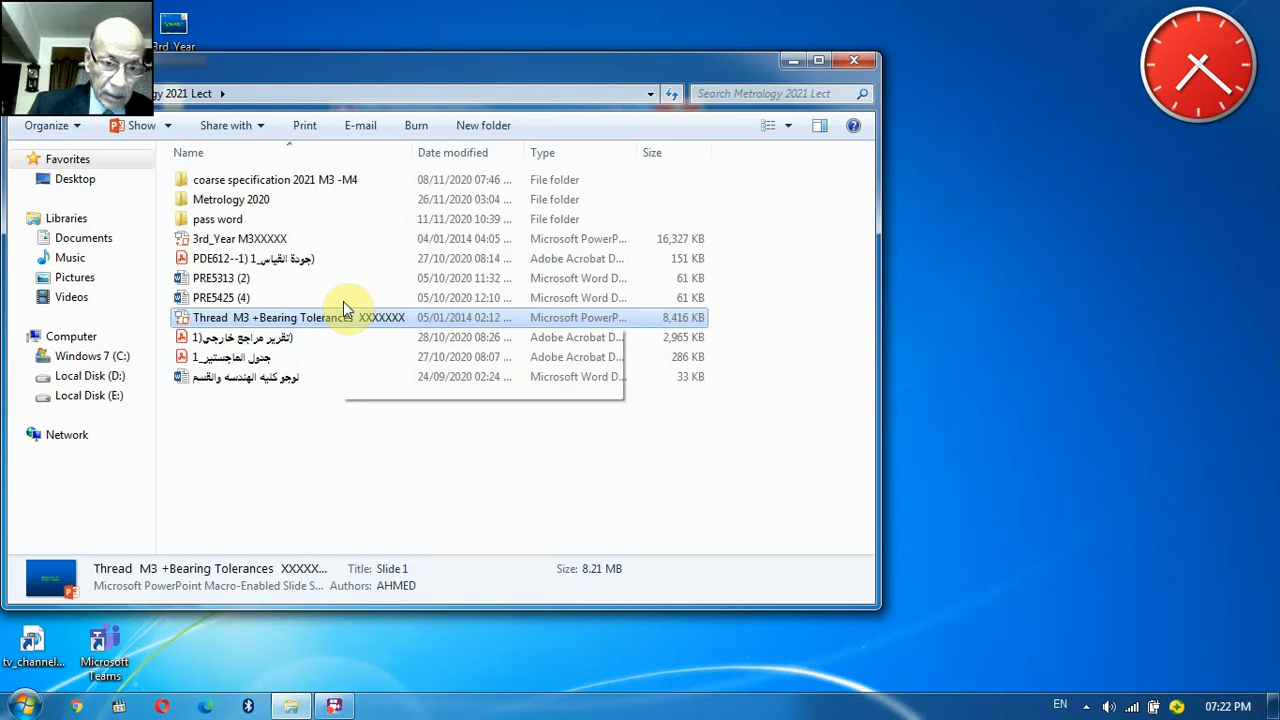 3rd_Year
gy 2021 Lect
Search Metrology 2021 Lect
Organize Show Share with Print E-mail Burn New folder
Name Date modified Type Size
Favorites
Desktop
Libraries
Documents
Music
Pictures
Videos
Computer
Windows 7 (C:)
Local Disk (D:)
Local Disk (E:)
Network
coarse specification 2021 M3 -M4 08/11/2020 07:46 ... File folder
Metrology 2020 26/11/2020 03:04 ... File folder
pass word 11/11/2020 10:39 ... File folder
3rd_Year M3XXXXX 04/01/2014 04:05 ... Microsoft PowerP... 16,327 KB
PDE612--1) 1_جودة القياس) 27/10/2020 08:14 ... Adobe Acrobat D... 151 KB
PRE5313 (2) 05/10/2020 11:32 ... Microsoft Word D... 61 KB
PRE5425 (4) 05/10/2020 12:10 ... Microsoft Word D... 61 KB
Thread M3 +Bearing Tolerances XXXXXXX 05/01/2014 02:12 ... Microsoft PowerP... 8,416 KB
1(تقرير مراجع خارجي) 28/10/2020 08:26 ... Adobe Acrobat D... 2,965 KB
جدول الماجستير_1 27/10/2020 08:07 ... Adobe Acrobat D... 286 KB
لوجو كليه الهندسه والقسم 24/09/2020 02:24 ... Microsoft Word D... 33 KB
Thread M3 +Bearing Tolerances XXXXX... Title: Slide 1 Size: 8.21 MB
Microsoft PowerPoint Macro-Enabled Slide S... Authors: AHMED
tv_channel...
Microsoft Teams
EN
07:22 PM